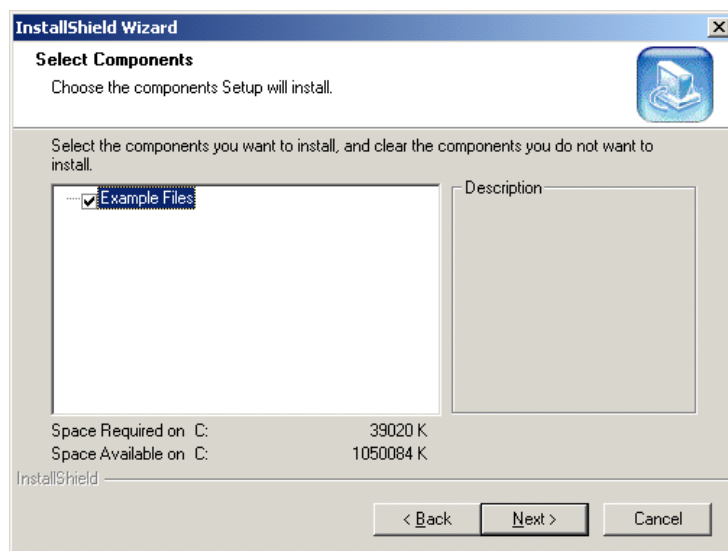 InstallShield Wizard
Select Components
Choose the components Setup will install.
Select the components you want to install, and clear the components you do not want to
install.
Example Files
Description
Space Required on C: 39020 K
Space Available on C: 1050084 K
InstallShield
< Back Next > Cancel